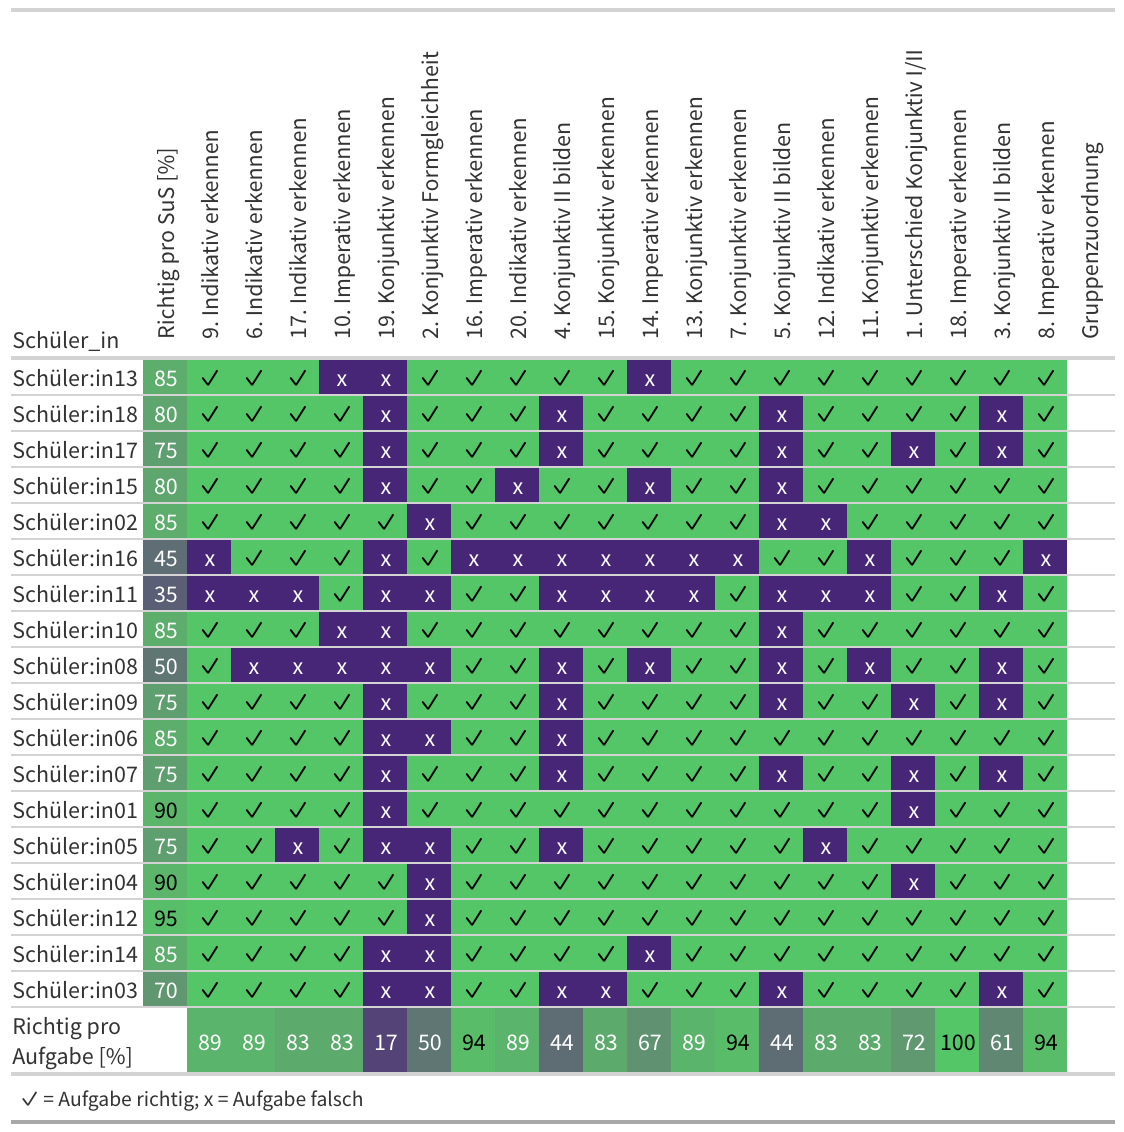 Schüler_in Richtig pro SuS [%] 9. Indikativ erkennen 6. Indikativ erkennen 17. Indikativ erkennen 10. Imperativ erkennen 19. Konjunktiv erkennen 2. Konjunktiv Formgleichheit 16. Imperativ erkennen 20. Indikativ erkennen 4. Konjunktiv II bilden 15. Konjunktiv erkennen 14. Imperativ erkennen 13. Konjunktiv erkennen 7. Konjunktiv erkennen 5. Konjunktiv II bilden 12. Indikativ erkennen 11. Konjunktiv erkennen 1. Unterschied Konjunktiv I/II 18. Imperativ erkennen 3. Konjunktiv II bilden 8. Imperativ erkennen Gruppenzuordnung
Schüler:in13 85 ✓ ✓ ✓ x x ✓ ✓ ✓ ✓ ✓ x ✓ ✓ ✓ ✓ ✓ ✓ ✓ ✓ ✓
Schüler:in18 80 ✓ ✓ ✓ ✓ x ✓ ✓ ✓ x ✓ ✓ ✓ ✓ x ✓ ✓ ✓ ✓ x ✓
Schüler:in17 75 ✓ ✓ ✓ ✓ x ✓ ✓ ✓ x ✓ ✓ ✓ ✓ x ✓ ✓ x ✓ x ✓
Schüler:in15 80 ✓ ✓ ✓ ✓ x ✓ ✓ x ✓ ✓ x ✓ ✓ x ✓ ✓ ✓ ✓ ✓ ✓
Schüler:in02 85 ✓ ✓ ✓ ✓ ✓ x ✓ ✓ ✓ ✓ ✓ ✓ ✓ x x ✓ ✓ ✓ ✓ ✓
Schüler:in16 45 x ✓ ✓ ✓ x ✓ x x x x x x x ✓ ✓ x ✓ ✓ ✓ x
Schüler:in11 35 x x x ✓ x x ✓ ✓ x x x x ✓ x x x ✓ ✓ x ✓
Schüler:in10 85 ✓ ✓ ✓ x x ✓ ✓ ✓ ✓ ✓ ✓ ✓ ✓ x ✓ ✓ ✓ ✓ ✓ ✓
Schüler:in08 50 ✓ x x x x x ✓ ✓ x ✓ x ✓ ✓ x ✓ x ✓ ✓ x ✓
Schüler:in09 75 ✓ ✓ ✓ ✓ x ✓ ✓ ✓ x ✓ ✓ ✓ ✓ x ✓ ✓ x ✓ x ✓
Schüler:in06 85 ✓ ✓ ✓ ✓ x x ✓ ✓ x ✓ ✓ ✓ ✓ ✓ ✓ ✓ ✓ ✓ ✓ ✓
Schüler:in07 75 ✓ ✓ ✓ ✓ x ✓ ✓ ✓ x ✓ ✓ ✓ ✓ x ✓ ✓ x ✓ x ✓
Schüler:in01 90 ✓ ✓ ✓ ✓ x ✓ ✓ ✓ ✓ ✓ ✓ ✓ ✓ ✓ ✓ ✓ x ✓ ✓ ✓
Schüler:in05 75 ✓ ✓ x ✓ x x ✓ ✓ x ✓ ✓ ✓ ✓ ✓ x ✓ ✓ ✓ ✓ ✓
Schüler:in04 90 ✓ ✓ ✓ ✓ ✓ x ✓ ✓ ✓ ✓ ✓ ✓ ✓ ✓ ✓ ✓ x ✓ ✓ ✓
Schüler:in12 95 ✓ ✓ ✓ ✓ ✓ x ✓ ✓ ✓ ✓ ✓ ✓ ✓ ✓ ✓ ✓ ✓ ✓ ✓ ✓
Schüler:in14 85 ✓ ✓ ✓ ✓ x x ✓ ✓ ✓ ✓ x ✓ ✓ ✓ ✓ ✓ ✓ ✓ ✓ ✓
Schüler:in03 70 ✓ ✓ ✓ ✓ x x ✓ ✓ x x ✓ ✓ ✓ x ✓ ✓ ✓ ✓ x ✓
Richtig pro
Aufgabe [%] 89 89 83 83 17 50 94 89 44 83 67 89 94 44 83 83 72 100 61 94
✓ = Aufgabe richtig; x = Aufgabe falsch